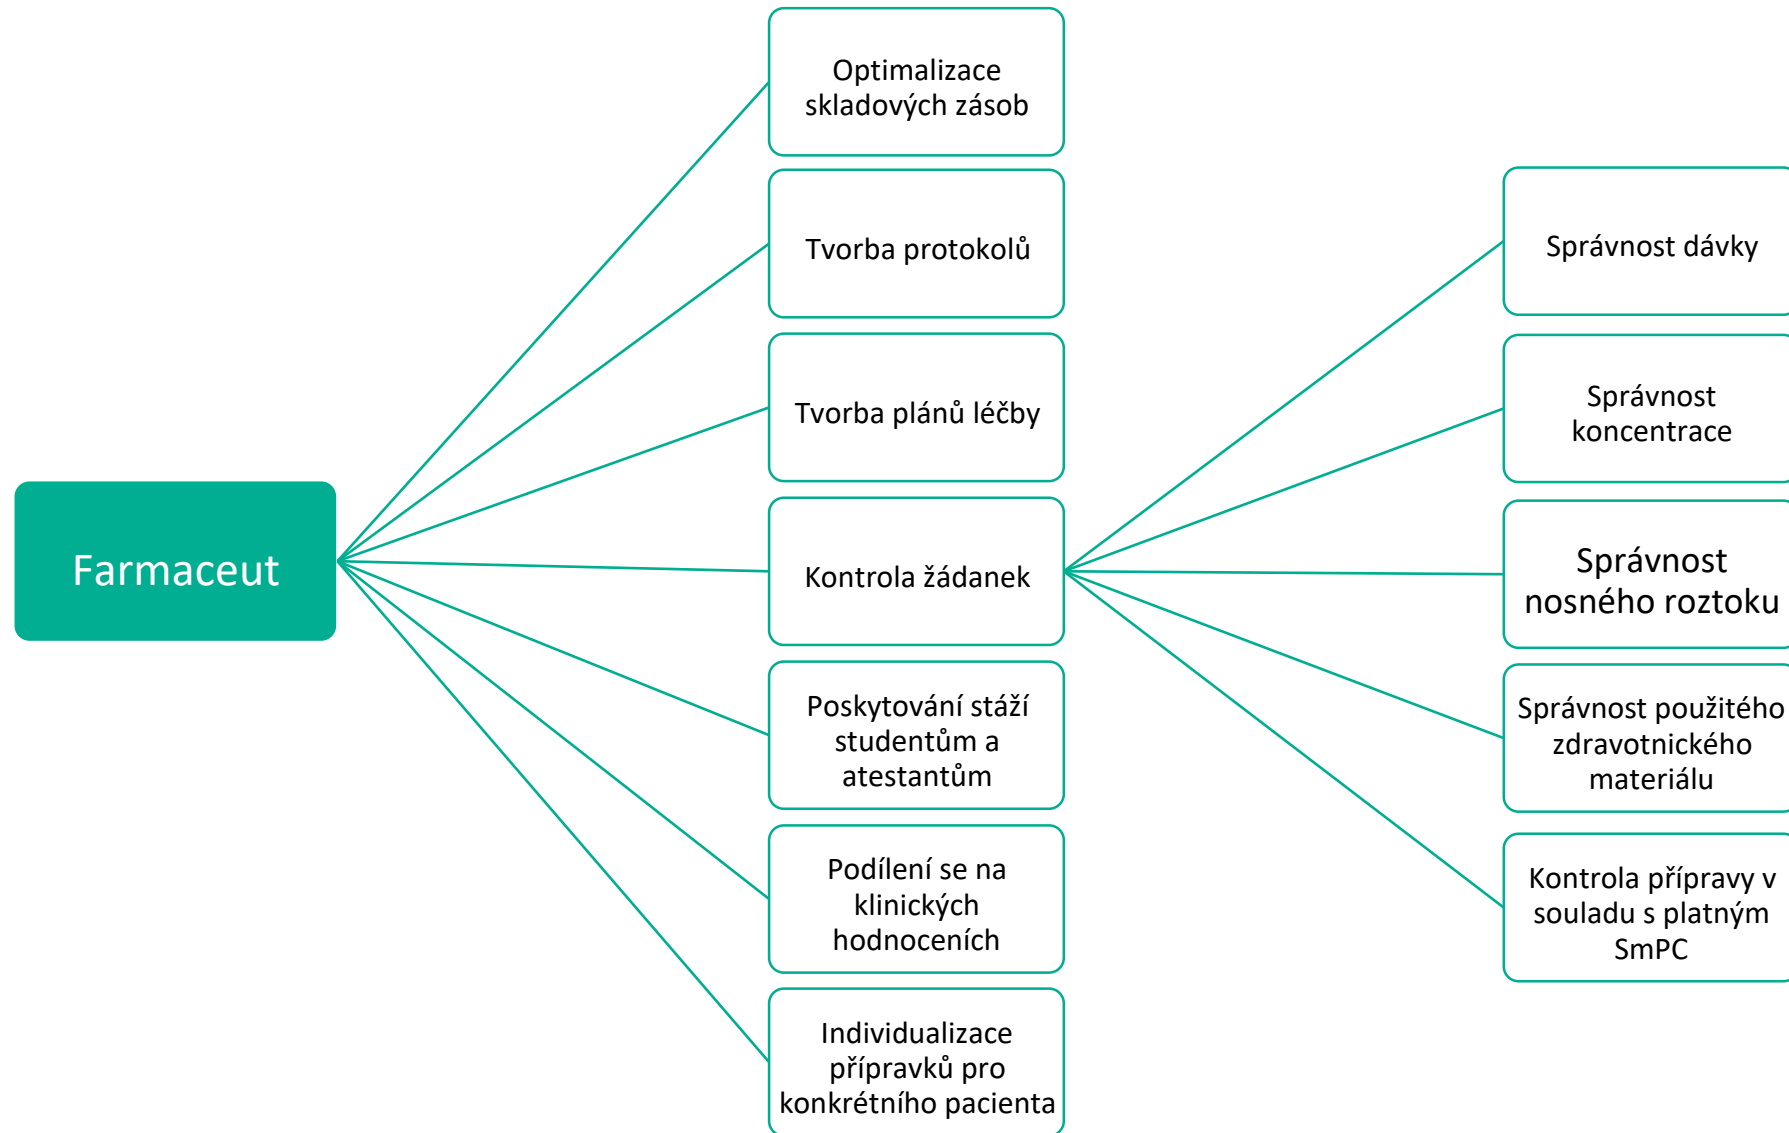 Farmaceut
Optimalizace
skladových zásob
Tvorba protokolů
Tvorba plánů léčby
Kontrola žádanek
Poskytování stáží
studentům a
atestantům
Podílení se na
klinických
hodnoceních
Individualizace
přípravků pro
konkrétního pacienta
Správnost dávky
Správnost
koncentrace
Správnost
nosného roztoku
Správnost použitého
zdravotnického
materiálu
Kontrola přípravy v
souladu s platným
SmPC